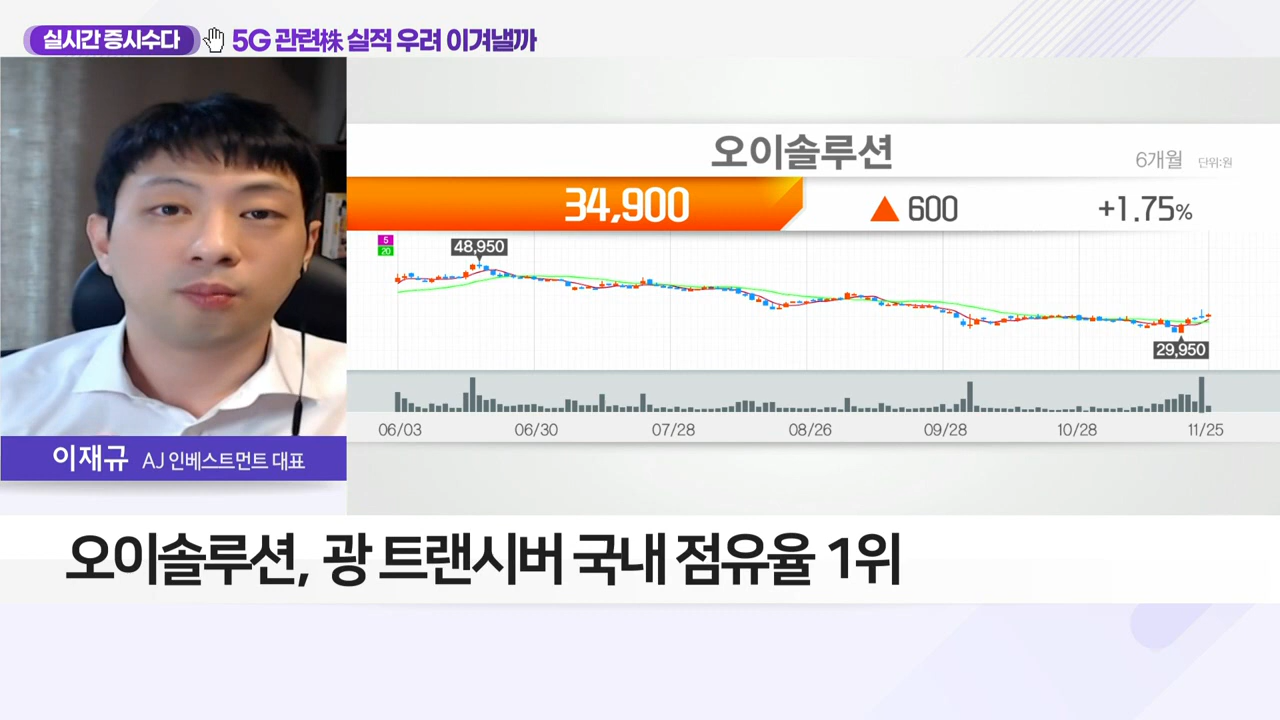 실시간 증시수다 5G 관련株 실적 우려 이겨낼까
오이솔루션 6개월 단위:원
34,900 ▲ 600 +1.75%
5
20
48,950
29,950
06/03 06/30 07/28 08/26 09/28 10/28 11/25
이재규 AJ 인베스트먼트 대표
오이솔루션, 광 트랜시버 국내 점유율 1위